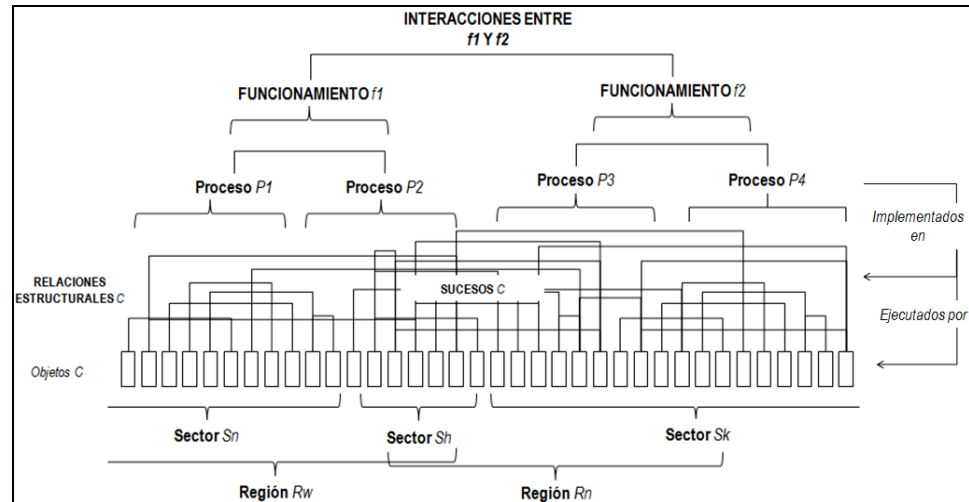 INTERACCIONES ENTRE
f1 Y f2
FUNCIONAMIENTO f1
FUNCIONAMIENTO f2
Proceso P1
Proceso P2
Proceso P3
Proceso P4
Implementados
en
RELACIONES
ESTRUCTURALES C
SUCESOS C
Ejecutados por
Objetos C
Sector Sn
Sector Sh
Sector Sk
Región Rw
Región Rn